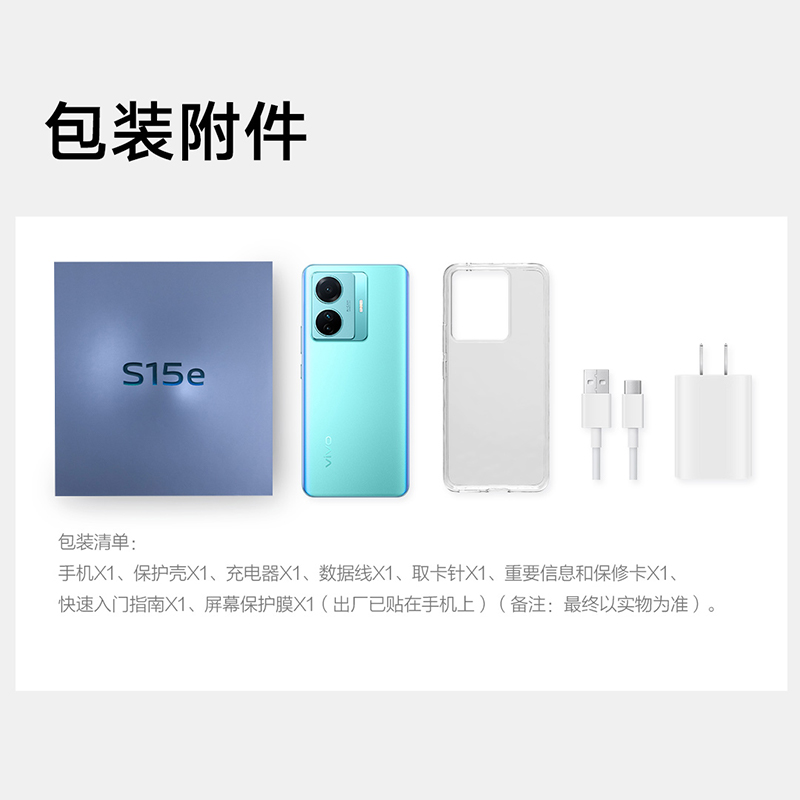 包装附件
S15e
vivo
包装清单：
手机X1、保护壳X1、充电器X1、数据线X1、取卡针X1、重要信息和保修卡X1、
快速入门指南X1、屏幕保护膜X1（出厂已贴在手机上）（备注：最终以实物为准）。